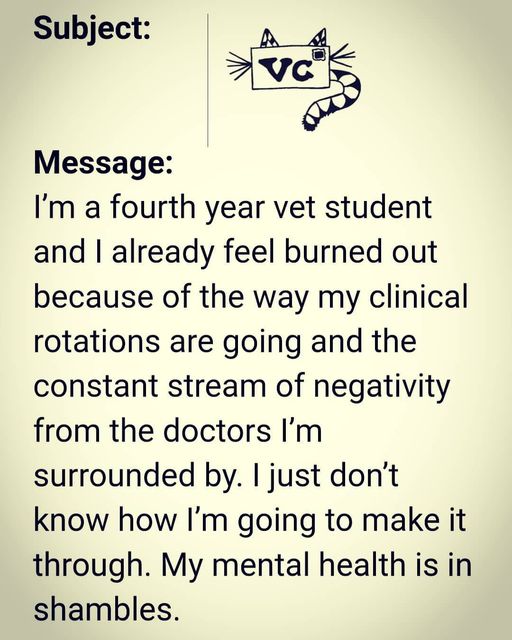 Subject:
VC
Message:
I’m a fourth year vet student
and I already feel burned out
because of the way my clinical
rotations are going and the
constant stream of negativity
from the doctors I’m
surrounded by. I just don’t
know how I’m going to make it
through. My mental health is in
shambles.